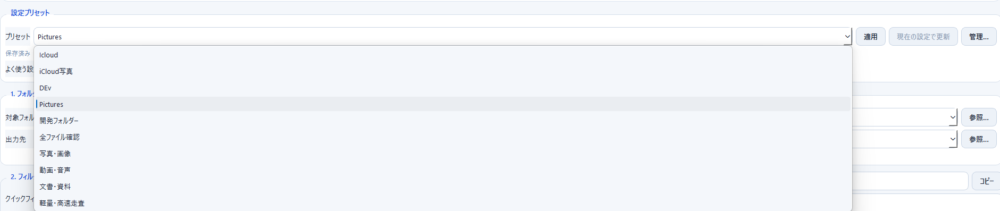 設定プリセット
プリセット Pictures 適用 現在の設定で更新 管理...
保存済み
Icloud
よく使う設
iCloud写真
DEv
1. フォル
Pictures
対象フォル 参照...
開発フォルダー
出力先 参照...
全ファイル確認
写真・画像
動画・音声
2. フィル コピー
文書・資料
クイックフィ
軽量・高速走査